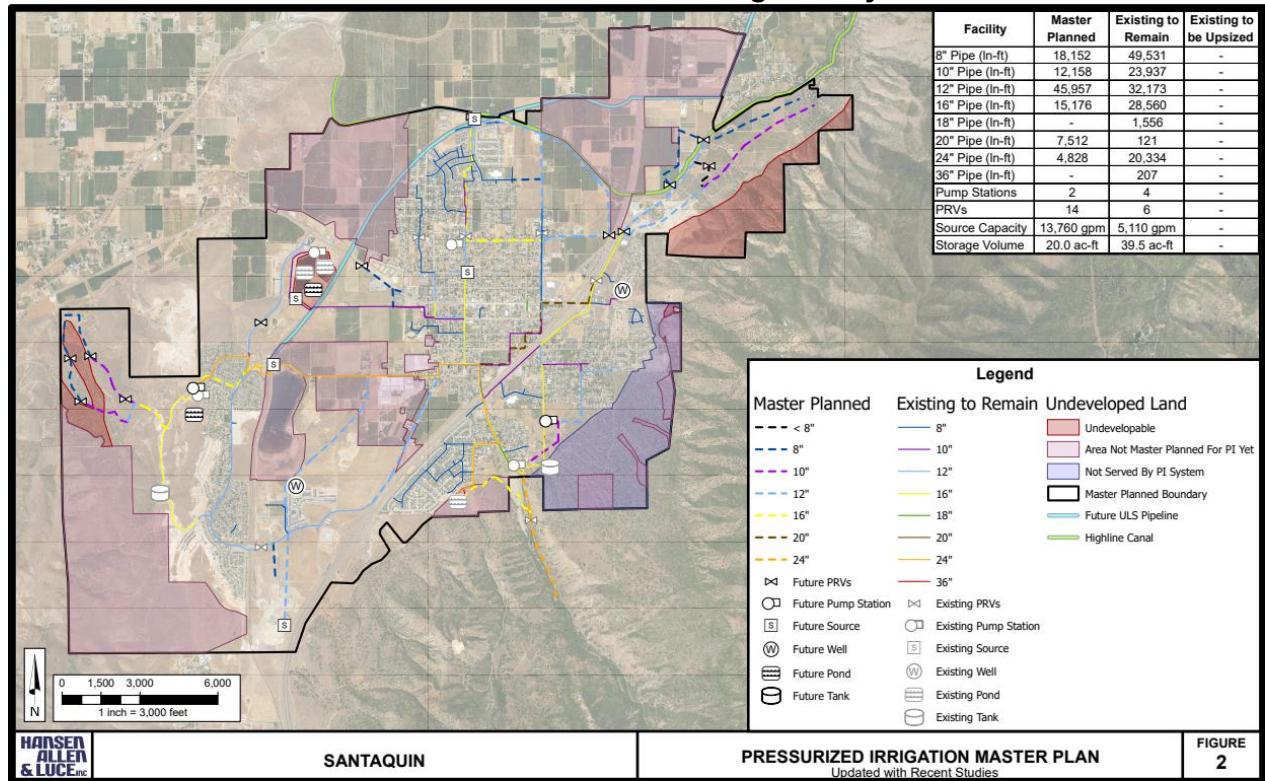 Facility Master Planned Existing to Remain Existing to be Upsized
8" Pipe (ln-ft) 18,152 49,531 -
10" Pipe (ln-ft) 12,158 23,937 -
12" Pipe (ln-ft) 45,957 32,173 -
16" Pipe (ln-ft) 15,176 28,560 -
18" Pipe (ln-ft) - 1,556 -
20" Pipe (ln-ft) 7,512 121 -
24" Pipe (ln-ft) 4,828 20,334 -
36" Pipe (ln-ft) - 207 -
Pump Stations 2 4 -
PRVs 14 6 -
Source Capacity 13,760 gpm 5,110 gpm -
Storage Volume 20.0 ac-ft 39.5 ac-ft -
S
S
W
S
S
W
S
Legend
Master Planned
< 8"
8"
10"
12"
16"
20"
24"
Future PRVs
Future Pump Station
S Future Source
W Future Well
Future Pond
Future Tank
Existing to Remain
8"
10"
12"
16"
18"
20"
24"
36"
Existing PRVs
Existing Pump Station
S Existing Source
W Existing Well
Existing Pond
Existing Tank
Undeveloped Land
Undevelopable
Area Not Master Planned For PI Yet
Not Served By PI System
Master Planned Boundary
Future ULS Pipeline
Highline Canal
N
0 1,500 3,000 6,000
1 inch = 3,000 feet
HANSEN
ALLEN
& LUCE INC
SANTAQUIN
PRESSURIZED IRRIGATION MASTER PLAN
Updated with Recent Studies
FIGURE
2